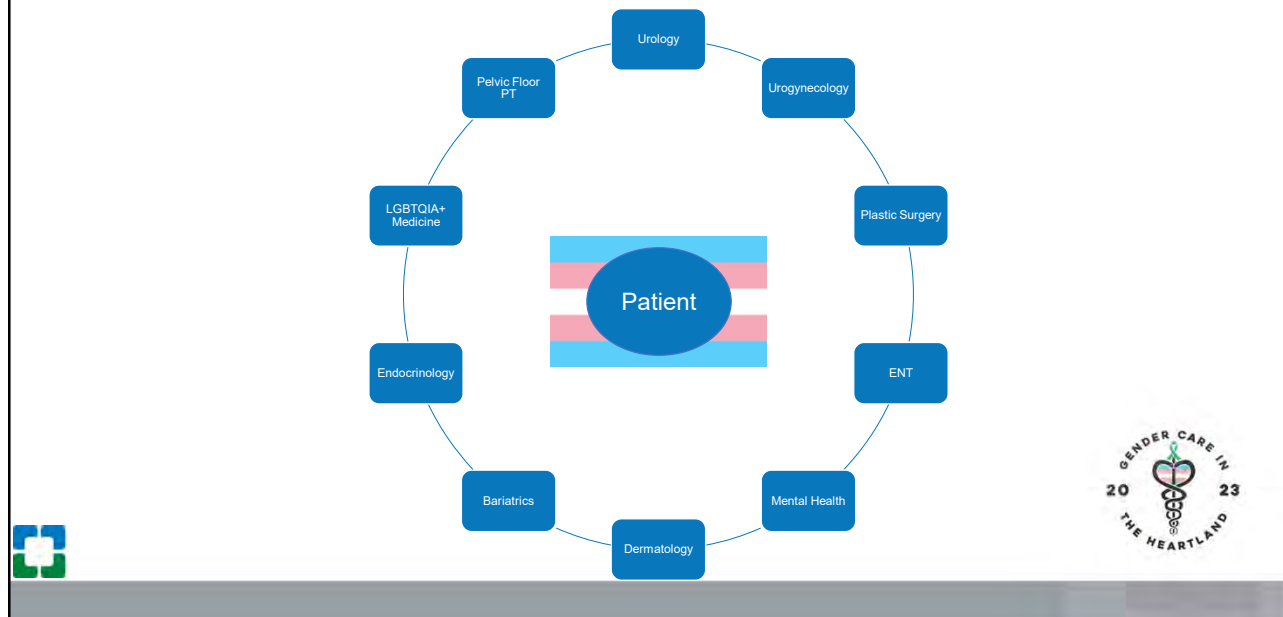 Urology
Urogynecology
Plastic Surgery
ENT
Mental Health
Dermatology
Bariatrics
Endocrinology
LGBTQIA+
Medicine
Pelvic Floor
PT
Patient
GENDER CARE IN
20 23
THE HEARTLAND